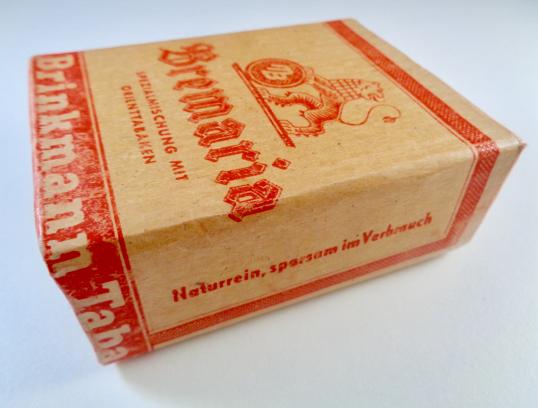 Bremaria
SPEZIALMISCHUNG MIT
ORIENTTABAKEN
Naturrein, sparsam im Verbrauch
Brinkmann Taba